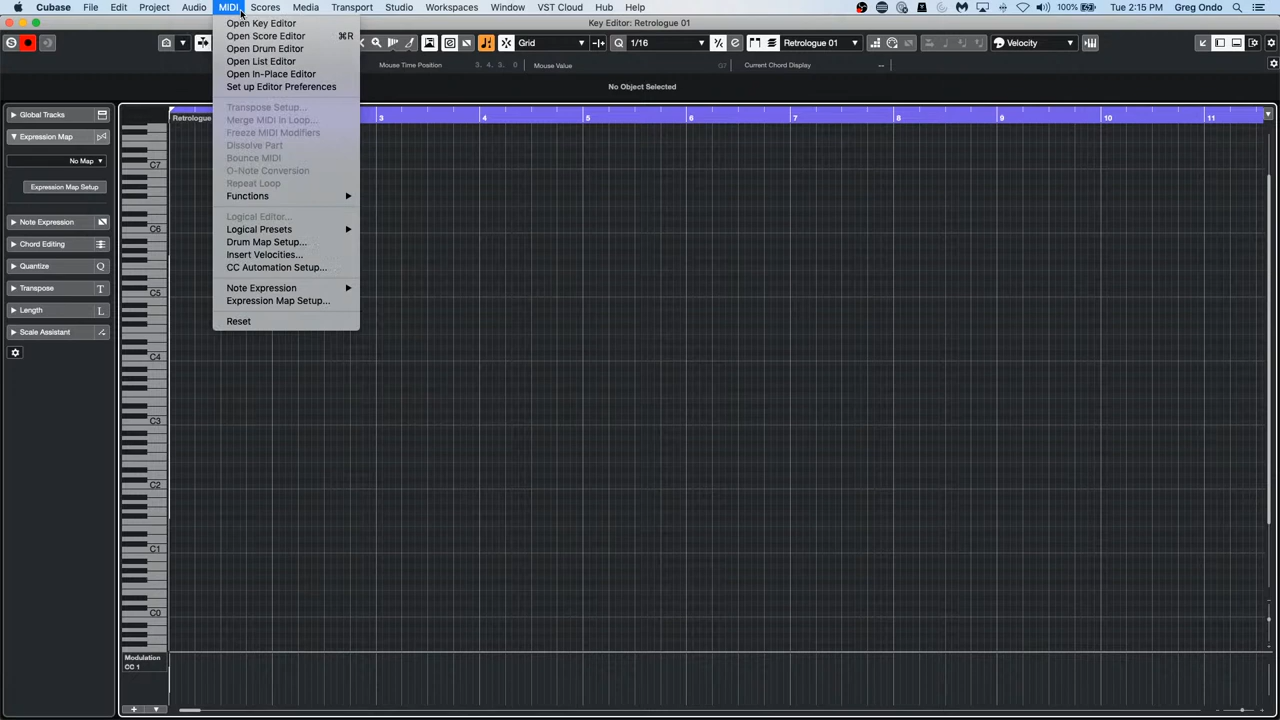 Cubase File Edit Project Audio MIDI Scores Media Transport Studio Workspaces Window VST Cloud Hub Help 100% Tue 2:15 PM Greg Ondo
Key Editor: Retrologue 01
Grid 1/16 Retrologue 01 Velocity
Mouse Time Position 3. 4. 3. 0 Mouse Value Current Chord Display --
No Object Selected
Open Key Editor
Open Score Editor ⌘R
Open Drum Editor
Open List Editor
Open In-Place Editor
Set up Editor Preferences
Transpose Setup...
Merge MIDI in Loop...
Freeze MIDI Modifiers
Dissolve Part
Bounce MIDI
O-Note Conversion
Repeat Loop
Functions
Logical Editor...
Logical Presets
Drum Map Setup...
Insert Velocities...
CC Automation Setup...
Note Expression
Expression Map Setup...
Reset
Global Tracks
Expression Map
No Map
Expression Map Setup
Note Expression
Chord Editing
Quantize
Transpose
Length
Scale Assistant
Retrologue
3 4 5 6 7 8 9 10 11
C7
C6
C5
C4
C3
C2
C1
C0
Modulation
CC 1